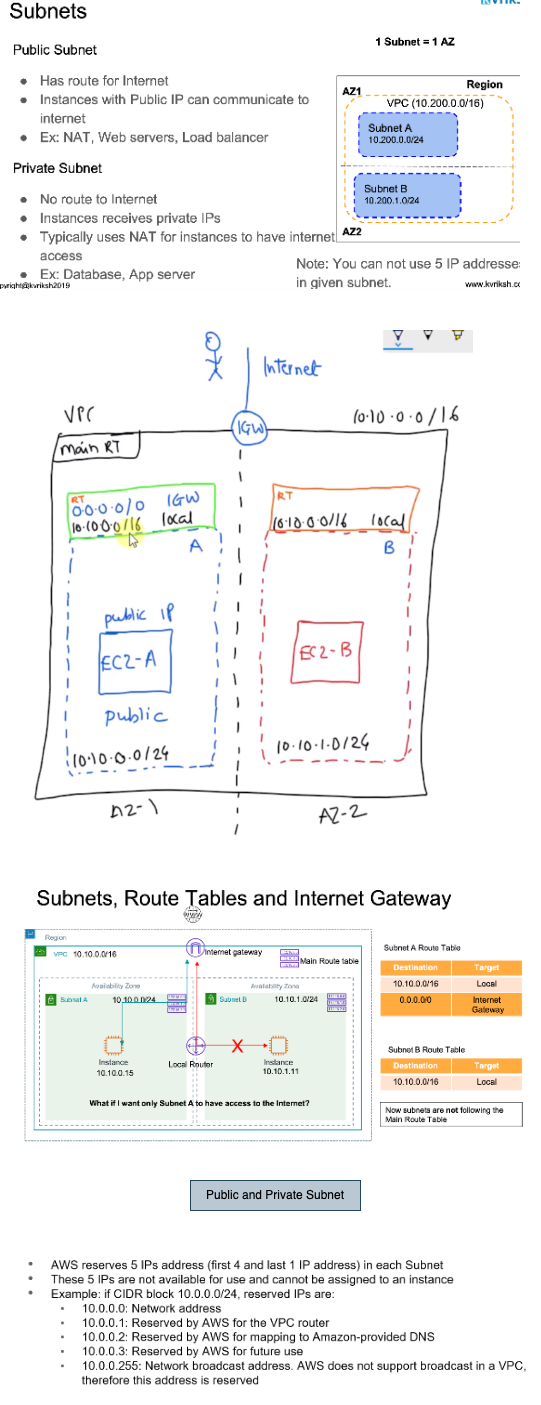 Subnets
Public Subnet
● Has route for Internet
● Instances with Public IP can communicate to
internet
● Ex: NAT, Web servers, Load balancer
Private Subnet
● No route to Internet
● Instances receives private IPs
● Typically uses NAT for instances to have internet
access
● Ex: Database, App server
pyright@kvriksh2019
1 Subnet = 1 AZ
Region
AZ1
VPC (10.200.0.0/16)
Subnet A
10.200.0.0/24
Subnet B
10.200.1.0/24
AZ2
Note: You can not use 5 IP addresses
in given subnet.
www.kvriksh.c
Internet
VPC
IGW
10.10.0.0/16
main RT
RT
0.0.0.0/0 IGW
10.10.0.0/16 local
A
public IP
EC2-A
public
10.10.0.0/24
AZ-1
RT
10.10.0.0/16 local
B
EC2-B
10.10.1.0/24
AZ-2
Subnets, Route Tables and Internet Gateway
WWW
Region
VPC 10.10.0.0/16
Internet gateway
Main Route table
Availability Zone
Subnet A 10.10.0.0/24
Instance
10.10.0.15
Local Router
Availability Zone
Subnet B 10.10.1.0/24
Instance
10.10.1.11
What if I want only Subnet A to have access to the Internet?
Subnet A Route Table
Destination Target
10.10.0.0/16 Local
0.0.0.0/0 Internet
Gateway
Subnet B Route Table
Destination Target
10.10.0.0/16 Local
Now subnets are not following the
Main Route Table
Public and Private Subnet
• AWS reserves 5 IPs address (first 4 and last 1 IP address) in each Subnet
• These 5 IPs are not available for use and cannot be assigned to an instance
• Example: if CIDR block 10.0.0.0/24, reserved IPs are:
• 10.0.0.0: Network address
• 10.0.0.1: Reserved by AWS for the VPC router
• 10.0.0.2: Reserved by AWS for mapping to Amazon-provided DNS
• 10.0.0.3: Reserved by AWS for future use
• 10.0.0.255: Network broadcast address. AWS does not support broadcast in a VPC,
therefore this address is reserved